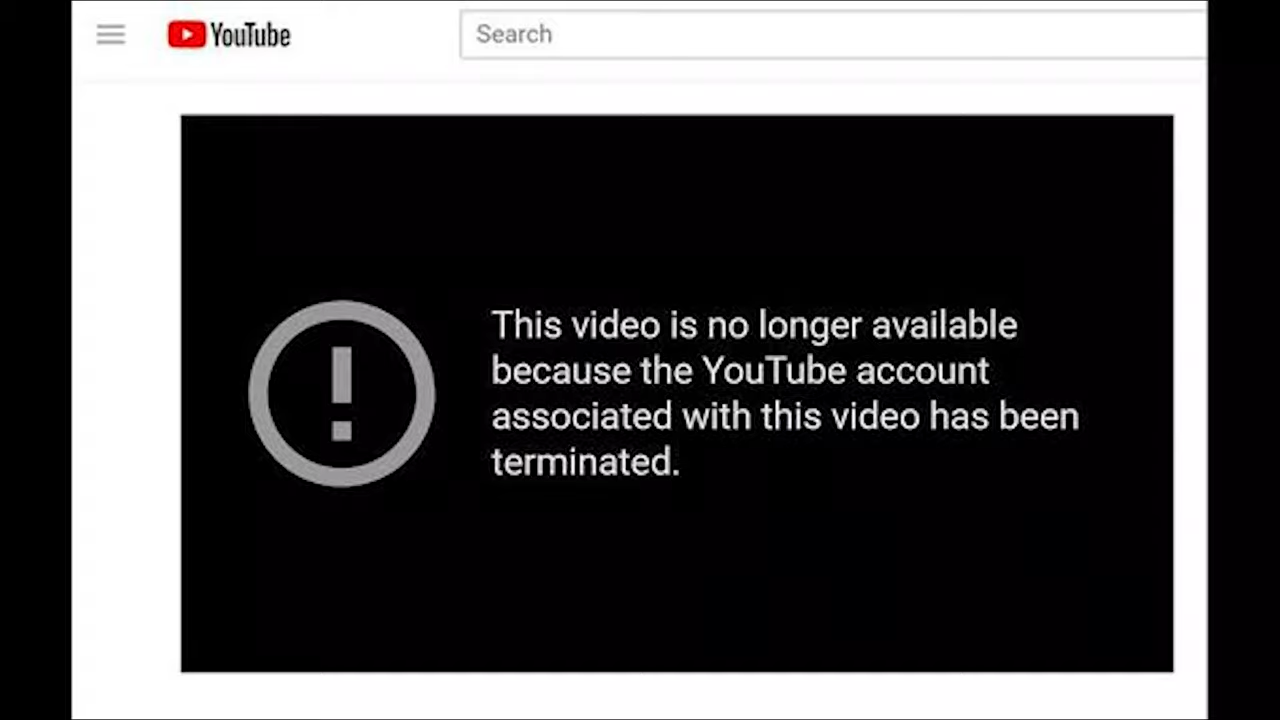 YouTube
Search
This video is no longer available
because the YouTube account
associated with this video has been
terminated.